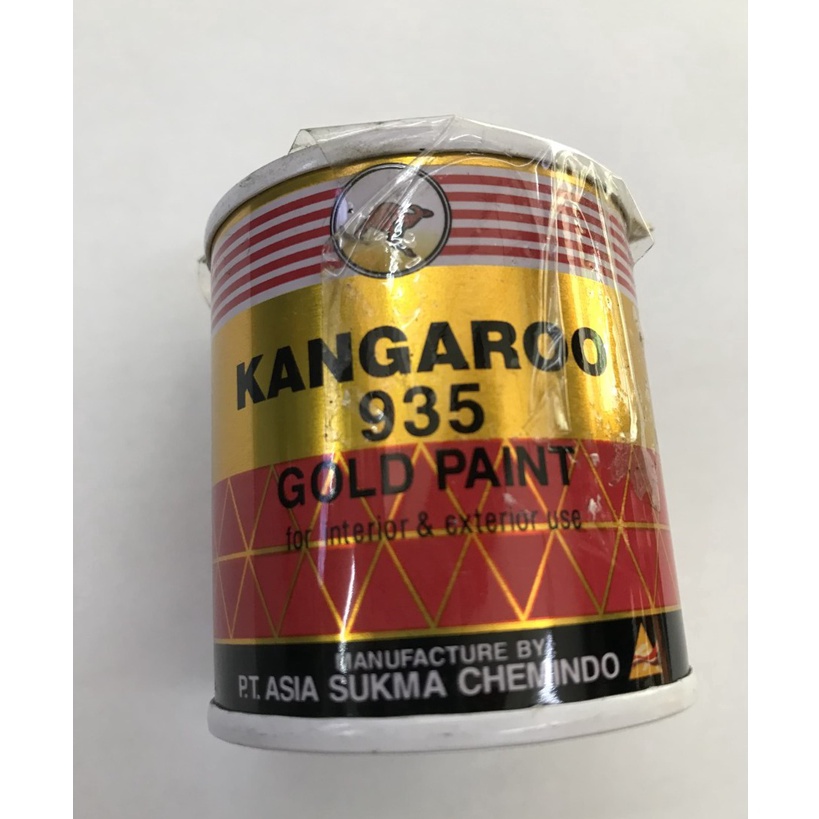 KANGAROO
935
GOLD PAINT
for interior & exterior use
MANUFACTURE BY
P.T. ASIA SUKMA CHEMINDO